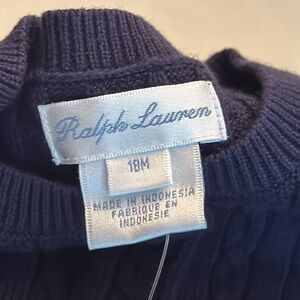 Ralph Lauren
18M
MADE IN INDONESIA
FABRIQUE EN
INDONESIE